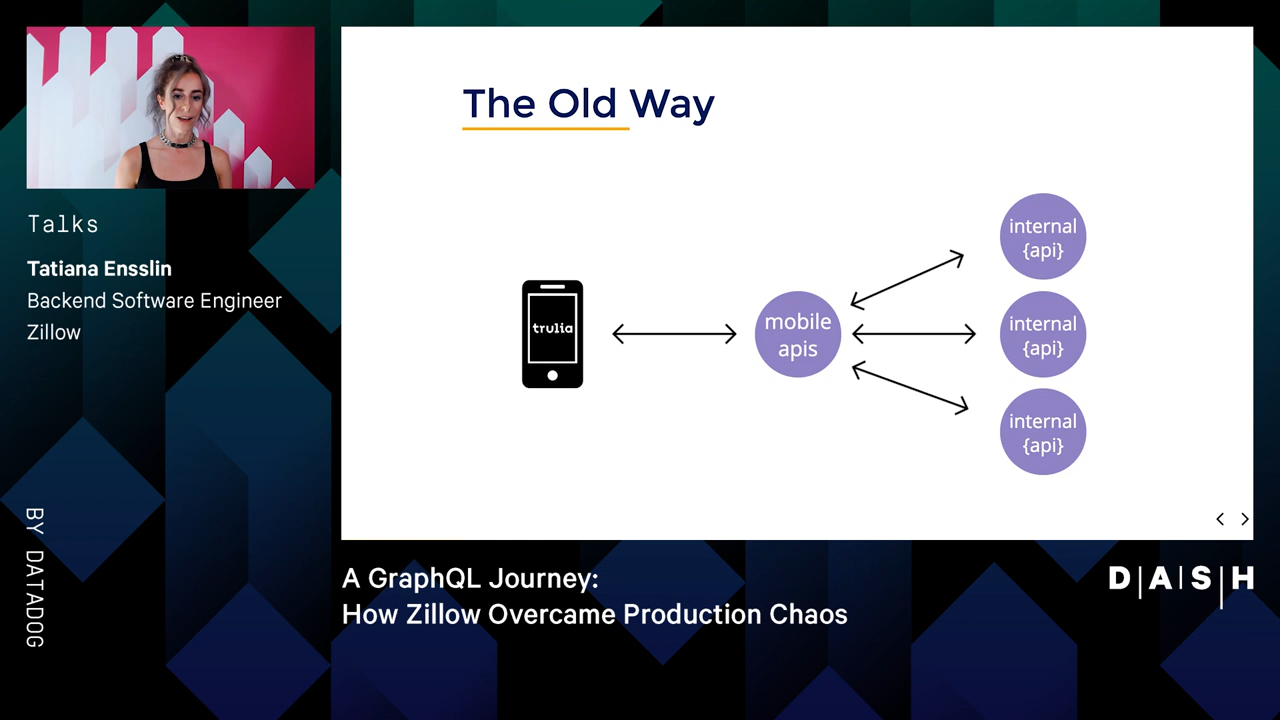 The Old Way
trulia
mobile
apis
internal
{api}
internal
{api}
internal
{api}
Talks
Tatiana Ensslin
Backend Software Engineer
Zillow
BY DATADOG
A GraphQL Journey:
How Zillow Overcame Production Chaos
D|A|S|H